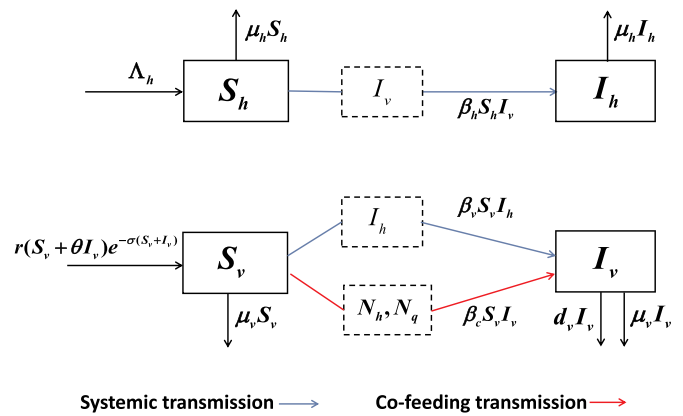 μ_h S_h
μ_h I_h
Λ_h
S_h
I_v
I_h
β_h S_h I_v
r(S_v + θI_v)e^{−σ(S_v+I_v)}
I_h
β_v S_v I_h
S_v
I_v
N_h, N_q
μ_v S_v
β_c S_v I_v
d_v I_v
μ_v I_v
Systemic transmission
Co-feeding transmission